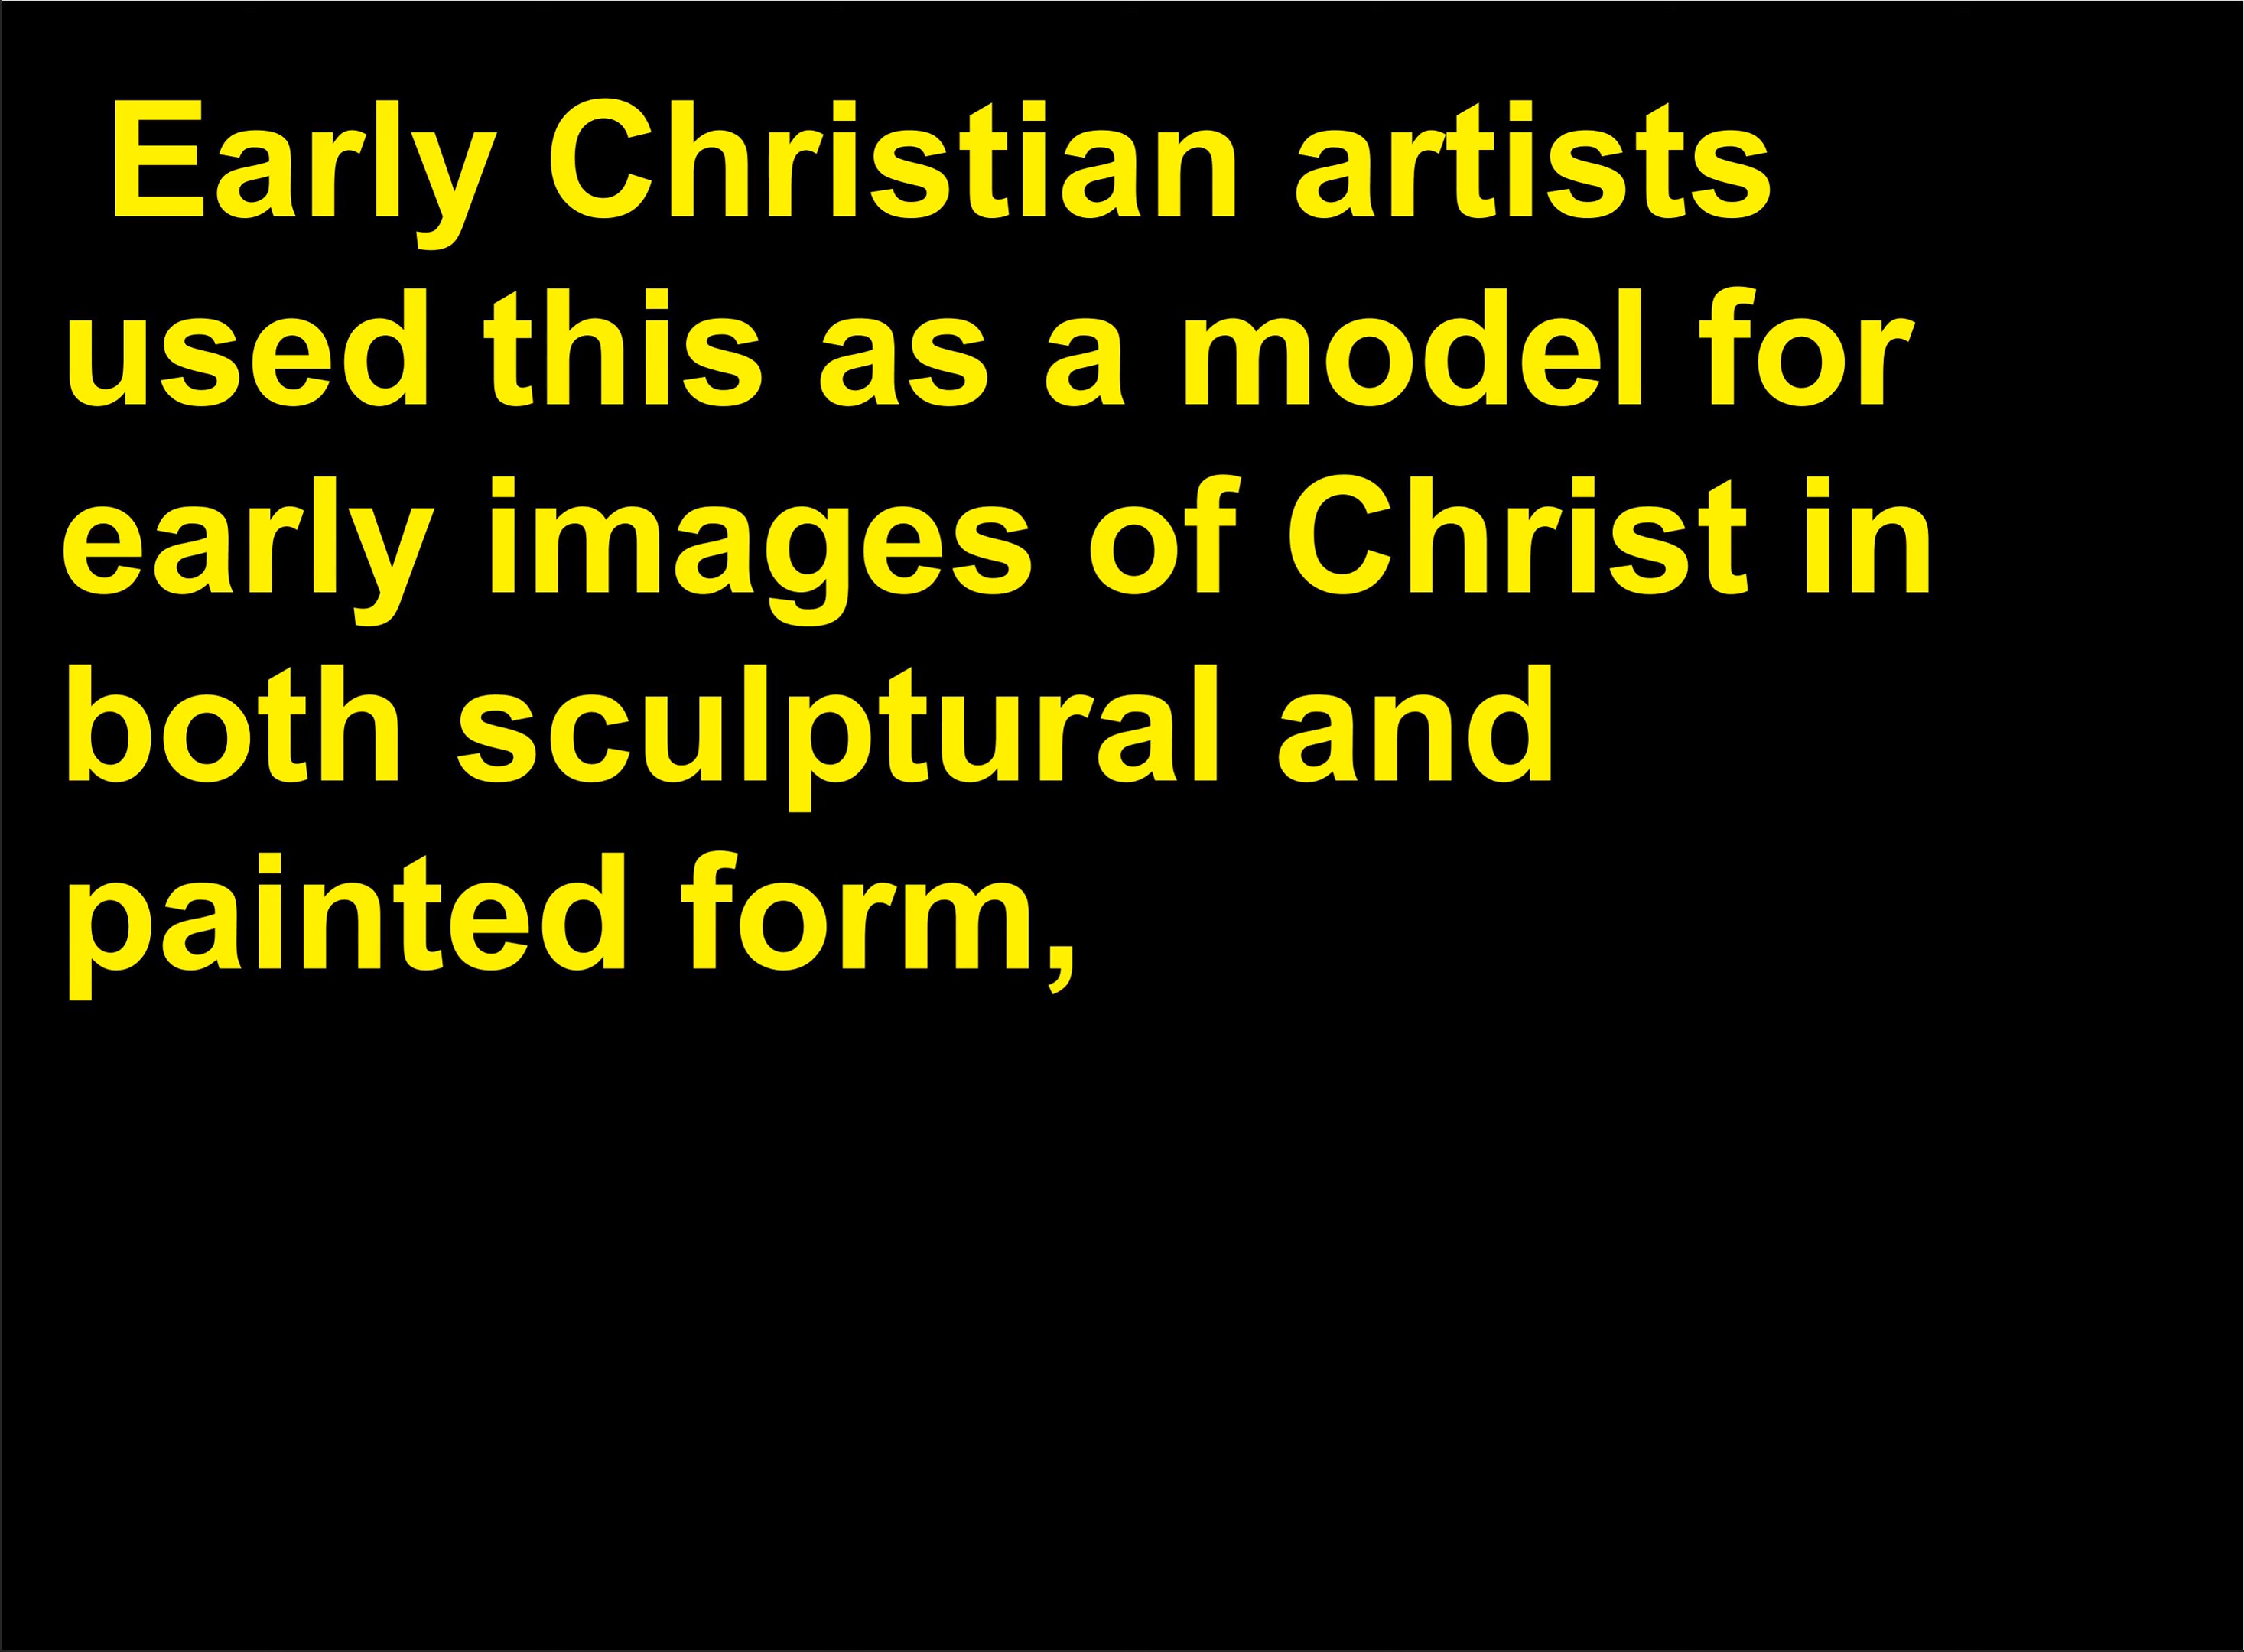 Early Christian artists
used this as a model for
early images of Christ in
both sculptural and
painted form,